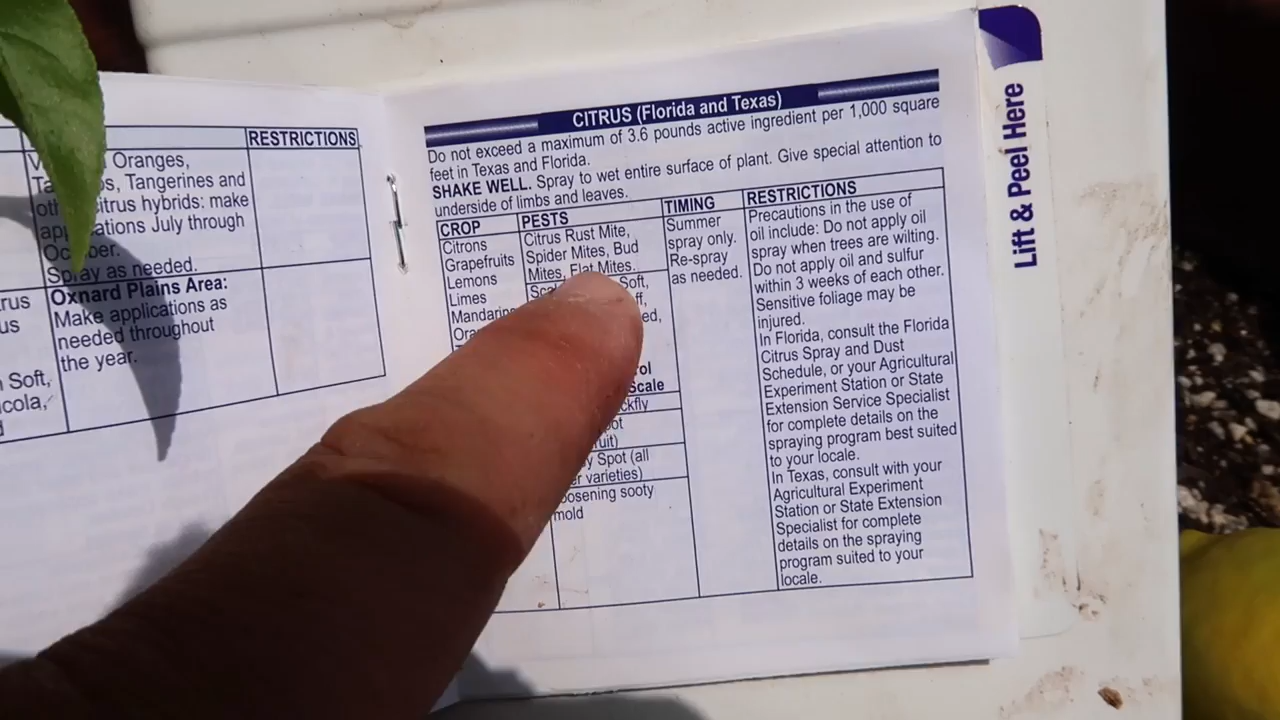 RESTRICTIONS
Oranges,
Tangerines and
citrus hybrids: make
July through
Spray as needed.
Oxnard Plains Area:
Make applications as
needed throughout
the year.
Soft,
CITRUS (Florida and Texas)
Do not exceed a maximum of 3.6 pounds active ingredient per 1,000 square
feet in Texas and Florida.
SHAKE WELL. Spray to wet entire surface of plant. Give special attention to
underside of limbs and leaves.
CROP
Citrons
Grapefruits
Lemons
Limes
PESTS
Citrus Rust Mite,
Spider Mites, Bud
Mites, Flat Mites.
Soft,
Scale
Spot (all
varieties)
sooty
mold
TIMING
Summer
spray only.
Re-spray
as needed.
RESTRICTIONS
Precautions in the use of
oil include: Do not apply oil
spray when trees are wilting.
Do not apply oil and sulfur
within 3 weeks of each other.
Sensitive foliage may be
injured.
In Florida, consult the Florida
Citrus Spray and Dust
Schedule, or your Agricultural
Experiment Station or State
Extension Service Specialist
for complete details on the
spraying program best suited
to your locale.
In Texas, consult with your
Agricultural Experiment
Station or State Extension
Specialist for complete
details on the spraying
program suited to your
locale.
Lift & Peel Here